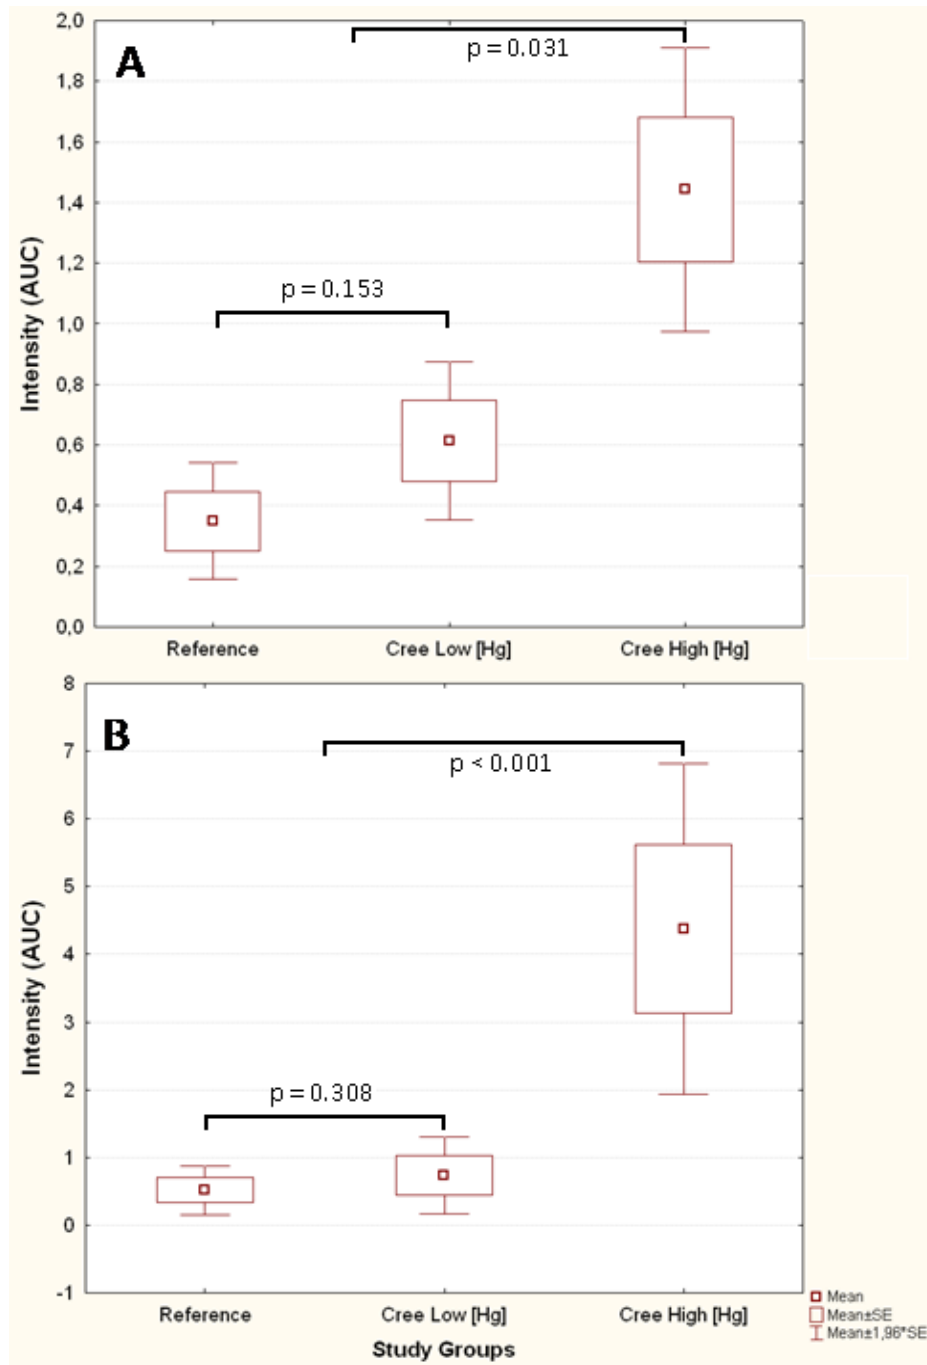 A
p = 0.031
2,0
1,8
1,6
1,4
1,2
1,0
0,8
0,6
0,4
0,2
0,0
Intensity (AUC)
p = 0.153
Reference Cree Low [Hg] Cree High [Hg]
B
p < 0.001
8
7
6
5
4
3
2
1
0
-1
Intensity (AUC)
p = 0.308
Reference Cree Low [Hg] Cree High [Hg]
Study Groups
Mean
Mean±SE
Mean±1,96*SE